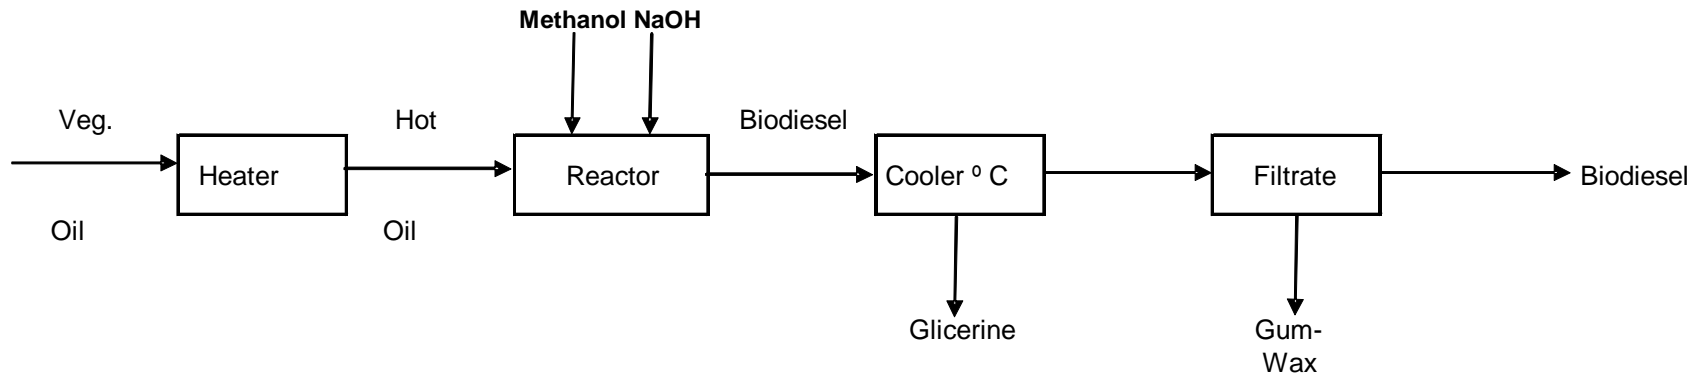 Methanol NaOH
Veg.
Hot
Biodiesel
Heater
Reactor
Cooler º C
Filtrate
Biodiesel
Oil
Oil
Glicerine
Gum-
Wax